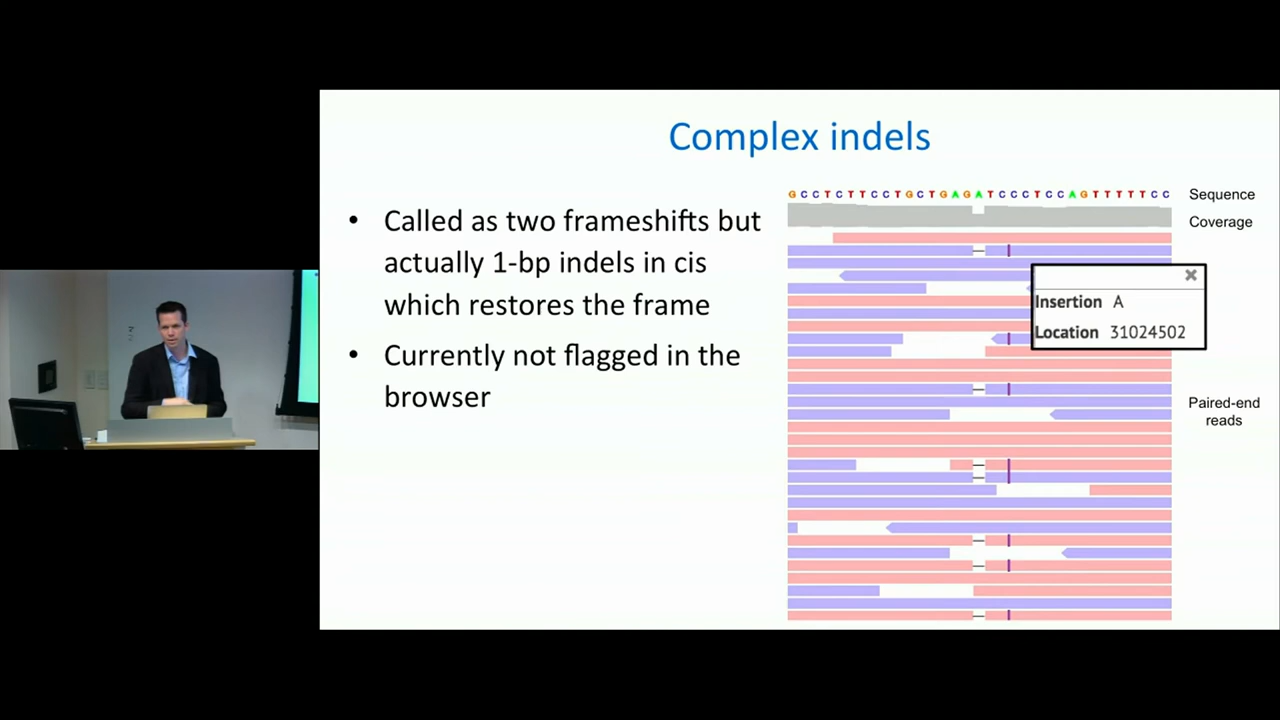 Complex indels
• Called as two frameshifts but
actually 1-bp indels in cis
which restores the frame
• Currently not flagged in the
browser
GCCTCTTCCTGCTGAGATCCCTCCAGTTTTTCC
Sequence
Coverage
✖
Insertion A
Location 31024502
Paired-end
reads